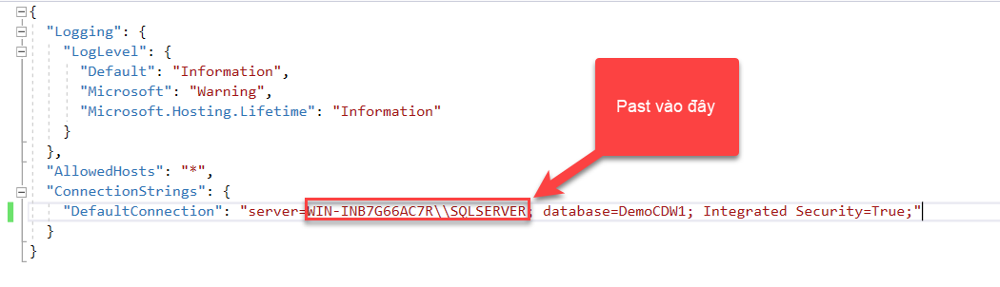 {
"Logging": {
"LogLevel": {
"Default": "Information",
"Microsoft": "Warning",
"Microsoft.Hosting.Lifetime": "Information"
}
},
"AllowedHosts": "*",
"ConnectionStrings": {
"DefaultConnection": "server=WIN-INB7G66AC7R\\SQLSERVER; database=DemoCDW1; Integrated Security=True;"
}
}
Past vào đây